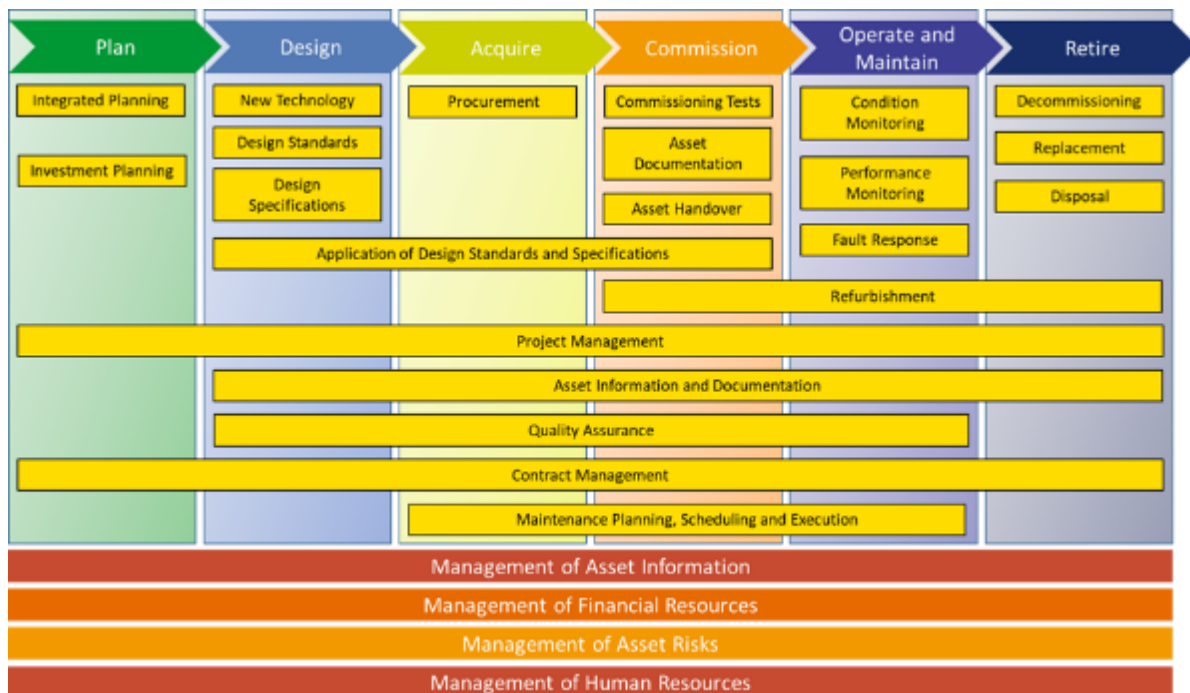 Plan
Design
Acquire
Commission
Operate and
Maintain
Retire
Integrated Planning
Investment Planning
New Technology
Design Standards
Design
Specifications
Procurement
Commissioning Tests
Asset
Documentation
Asset Handover
Condition
Monitoring
Performance
Monitoring
Fault Response
Decommissioning
Replacement
Disposal
Application of Design Standards and Specifications
Refurbishment
Project Management
Asset Information and Documentation
Quality Assurance
Contract Management
Maintenance Planning, Scheduling and Execution
Management of Asset Information
Management of Financial Resources
Management of Asset Risks
Management of Human Resources